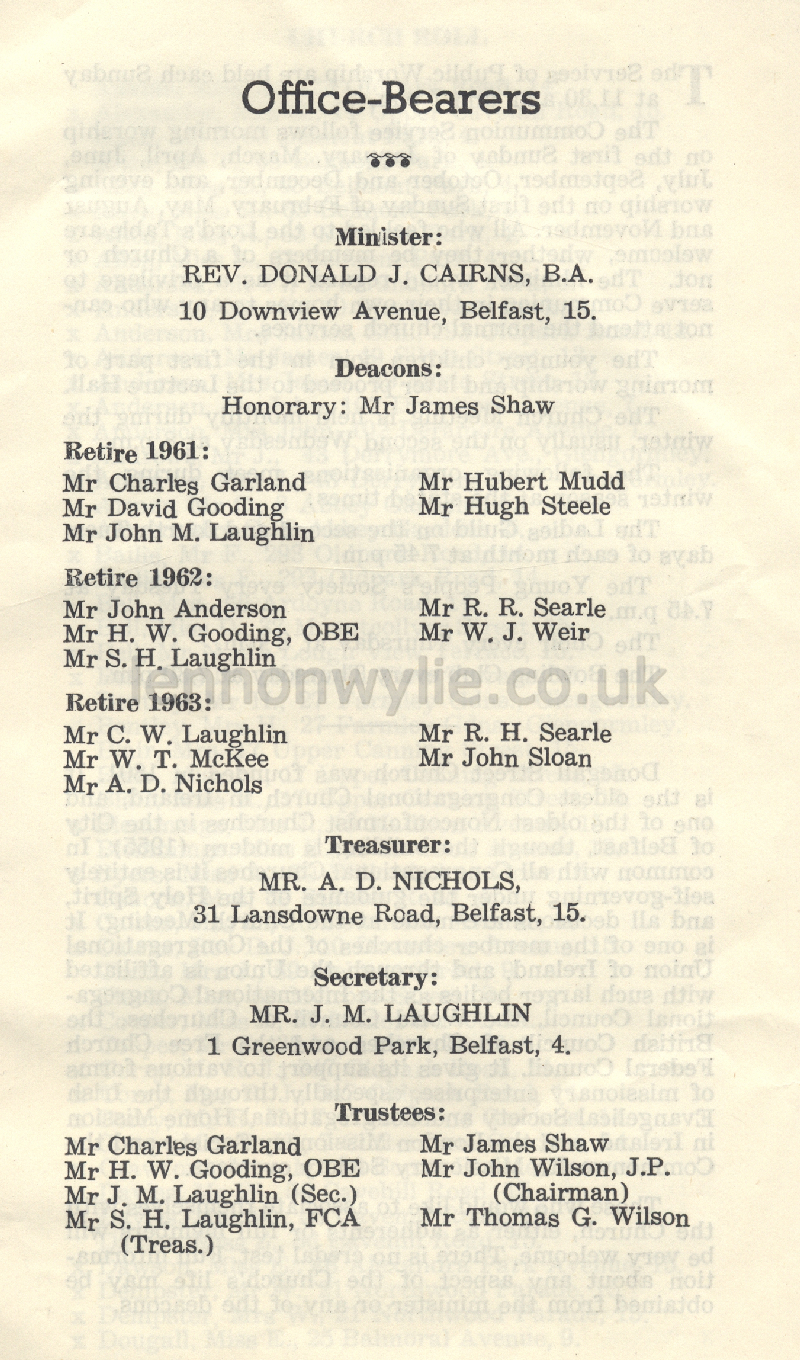 Office-Bearers
Minister:
REV. DONALD J. CAIRNS, B.A.
10 Downview Avenue, Belfast, 15.
Deacons:
Honorary: Mr James Shaw
Retire 1961:
Mr Charles Garland
Mr David Gooding
Mr John M. Laughlin
Mr Hubert Mudd
Mr Hugh Steele
Retire 1962:
Mr John Anderson
Mr H. W. Gooding, OBE
Mr S. H. Laughlin
Mr R. R. Searle
Mr W. J. Weir
lennonwylie.co.uk
Retire 1963:
Mr C. W. Laughlin
Mr W. T. McKee
Mr A. D. Nichols
Mr R. H. Searle
Mr John Sloan
Treasurer:
MR. A. D. NICHOLS,
31 Lansdowne Road, Belfast, 15.
Secretary:
MR. J. M. LAUGHLIN
1 Greenwood Park, Belfast, 4.
Trustees:
Mr Charles Garland
Mr H. W. Gooding, OBE
Mr J. M. Laughlin (Sec.)
Mr S. H. Laughlin, FCA
(Treas.)
Mr James Shaw
Mr John Wilson, J.P.
(Chairman)
Mr Thomas G. Wilson